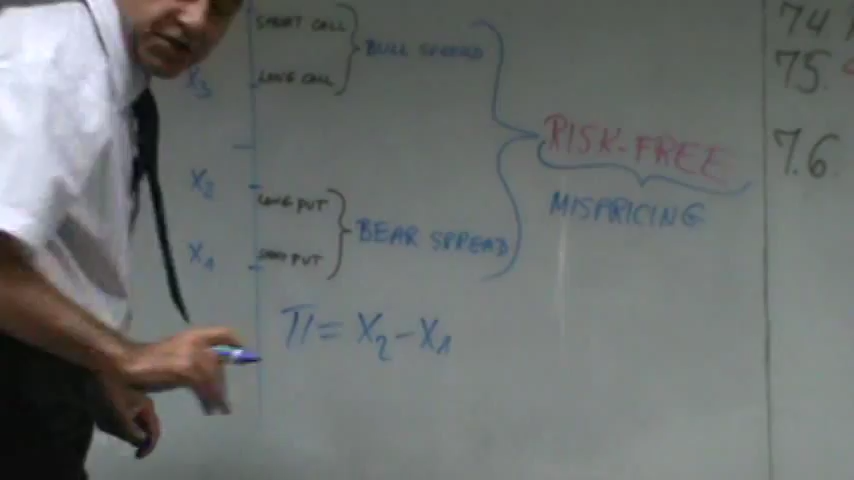 SHORT CALL
BULL SPREAD
X3 LONG CALL
RISK-FREE
MISPRICING
X2 LONG PUT
BEAR SPREAD
X1 SHORT PUT
π = X2 - X1
74
75.
7.6.